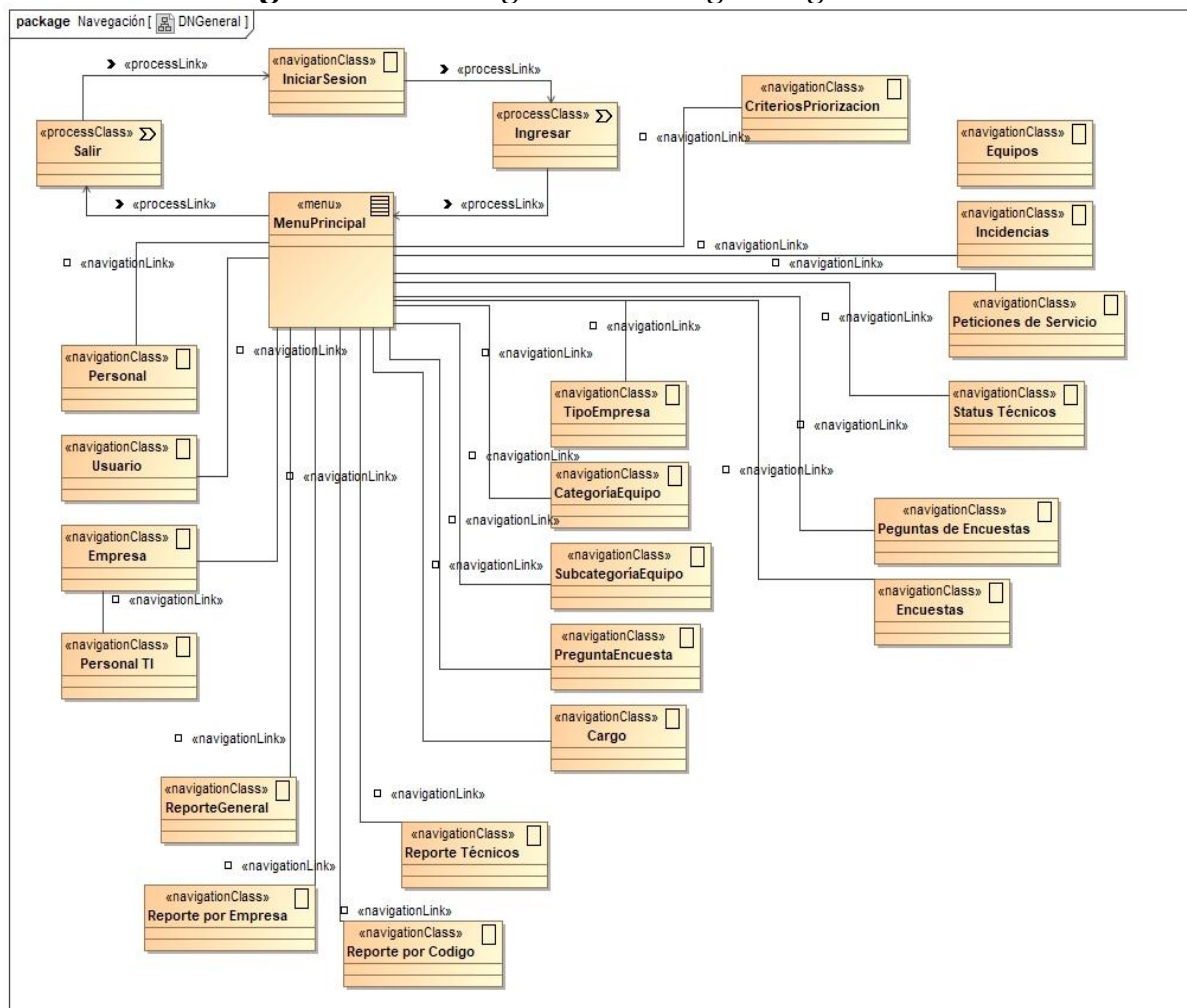 package Navegación [ DNGeneral ]
«processLink»
«navigationClass»
IniciarSesion
«processLink»
«navigationClass»
CriteriosPriorizacion
«processClass»
Salir
«processClass»
Ingresar
«navigationLink»
«navigationClass»
Equipos
«processLink»
«menu»
MenuPrincipal
«processLink»
«navigationClass»
Incidencias
«navigationLink»
«navigationLink»
«navigationLink»
«navigationClass»
Peticiones de Servicio
«navigationLink»
«navigationLink»
«navigationClass»
Personal
«navigationLink»
«navigationLink»
«navigationClass»
TipoEmpresa
«navigationClass»
Status Técnicos
«navigationLink»
«navigationClass»
Usuario
«navigationLink»
«navigationLink»
«navigationLink»
«navigationClass»
CategoríaEquipo
«navigationClass»
Peguntas de Encuestas
«navigationLink»
«navigationClass»
Empresa
«navigationLink»
«navigationClass»
SubcategoríaEquipo
«navigationClass»
Encuestas
«navigationLink»
«navigationClass»
Personal TI
«navigationClass»
PreguntaEncuesta
«navigationClass»
Cargo
«navigationLink»
«navigationClass»
ReporteGeneral
«navigationLink»
«navigationClass»
Reporte Técnicos
«navigationLink»
«navigationClass»
Reporte por Empresa
«navigationLink»
«navigationClass»
Reporte por Codigo